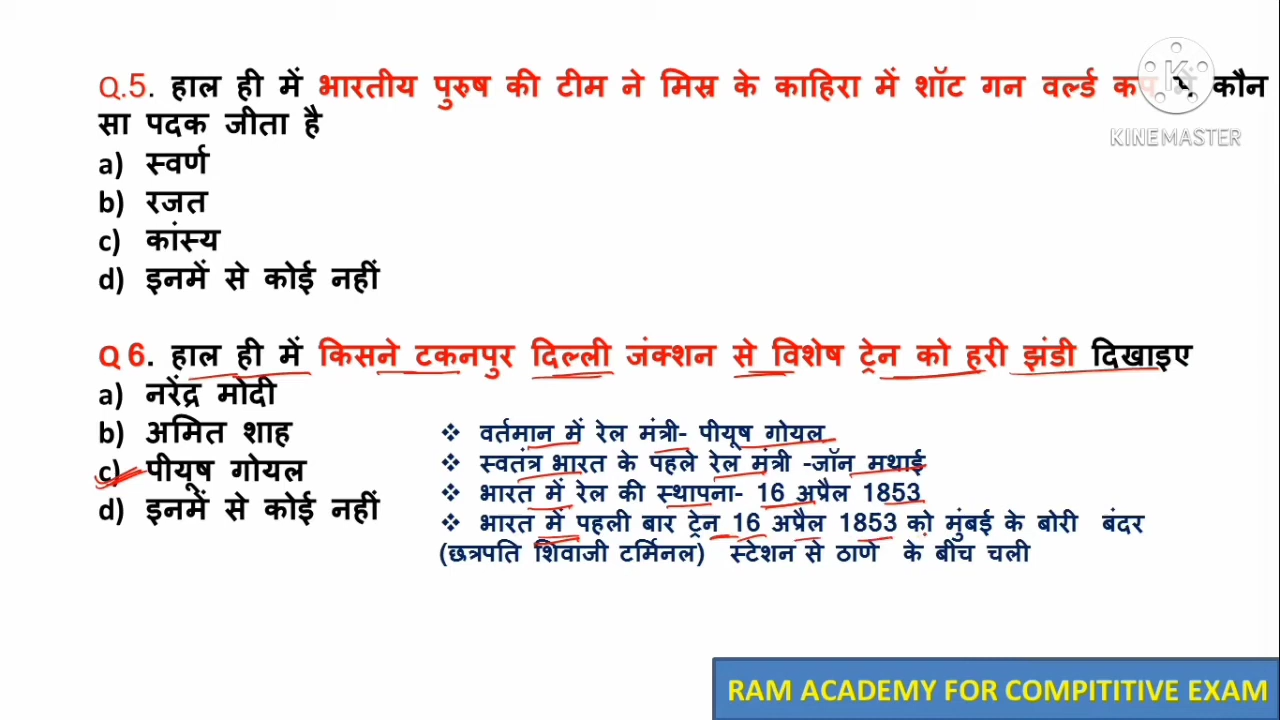 Q.5. हाल ही में भारतीय पुरुष की टीम ने मिस्र के काहिरा में शॉट गन वर्ल्ड कप में कौन
सा पदक जीता है
a) स्वर्ण
b) रजत
c) कांस्य
d) इनमें से कोई नहीं
Q 6. हाल ही में किसने टकनपुर दिल्ली जंक्शन से विशेष ट्रेन को हरी झंडी दिखाइए
a) नरेंद्र मोदी
b) अमित शाह
c) पीयूष गोयल
d) इनमें से कोई नहीं
❖ वर्तमान में रेल मंत्री- पीयूष गोयल
❖ स्वतंत्र भारत के पहले रेल मंत्री -जॉन मथाई
❖ भारत में रेल की स्थापना- 16 अप्रैल 1853
❖ भारत में पहली बार ट्रेन 16 अप्रैल 1853 को मुंबई के बोरी बंदर
(छत्रपति शिवाजी टर्मिनल) स्टेशन से ठाणे के बीच चली
K
KINEMASTER
RAM ACADEMY FOR COMPITITIVE EXAM